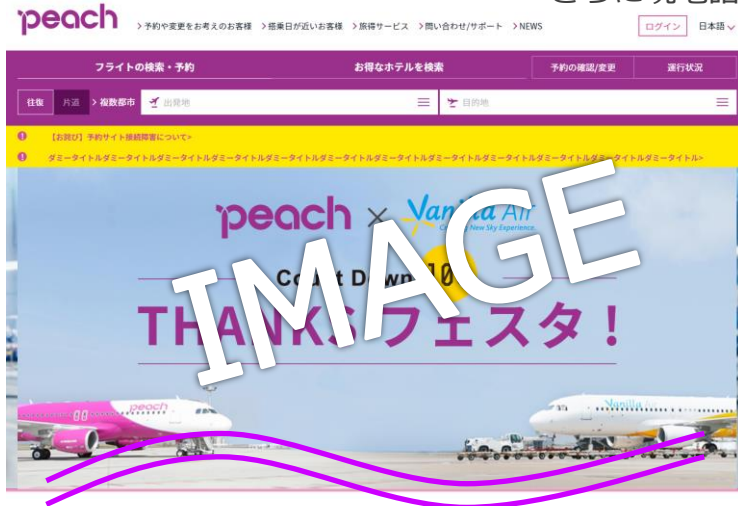 peach
>予約や変更をお考えのお客様 >搭乗日が近いお客様 >旅得サービス >問い合わせ/サポート >NEWS
ログイン 日本語
フライトの検索・予約 お得なホテルを検索 予約の確認/変更 運行状況
往復 片道 >複数都市 出発地 目的地
【お詫び】予約サイト接続障害について>
ダミータイトルダミータイトルダミータイトルダミータイトルダミータイトルダミータイトルダミータイトルダミータイトルダミータイトルダミータイトル>
peach × Vanilla Air
New Sky Experience.
Count Down 10
THANKSフェスタ！
IMAGE
peach
Vanilla